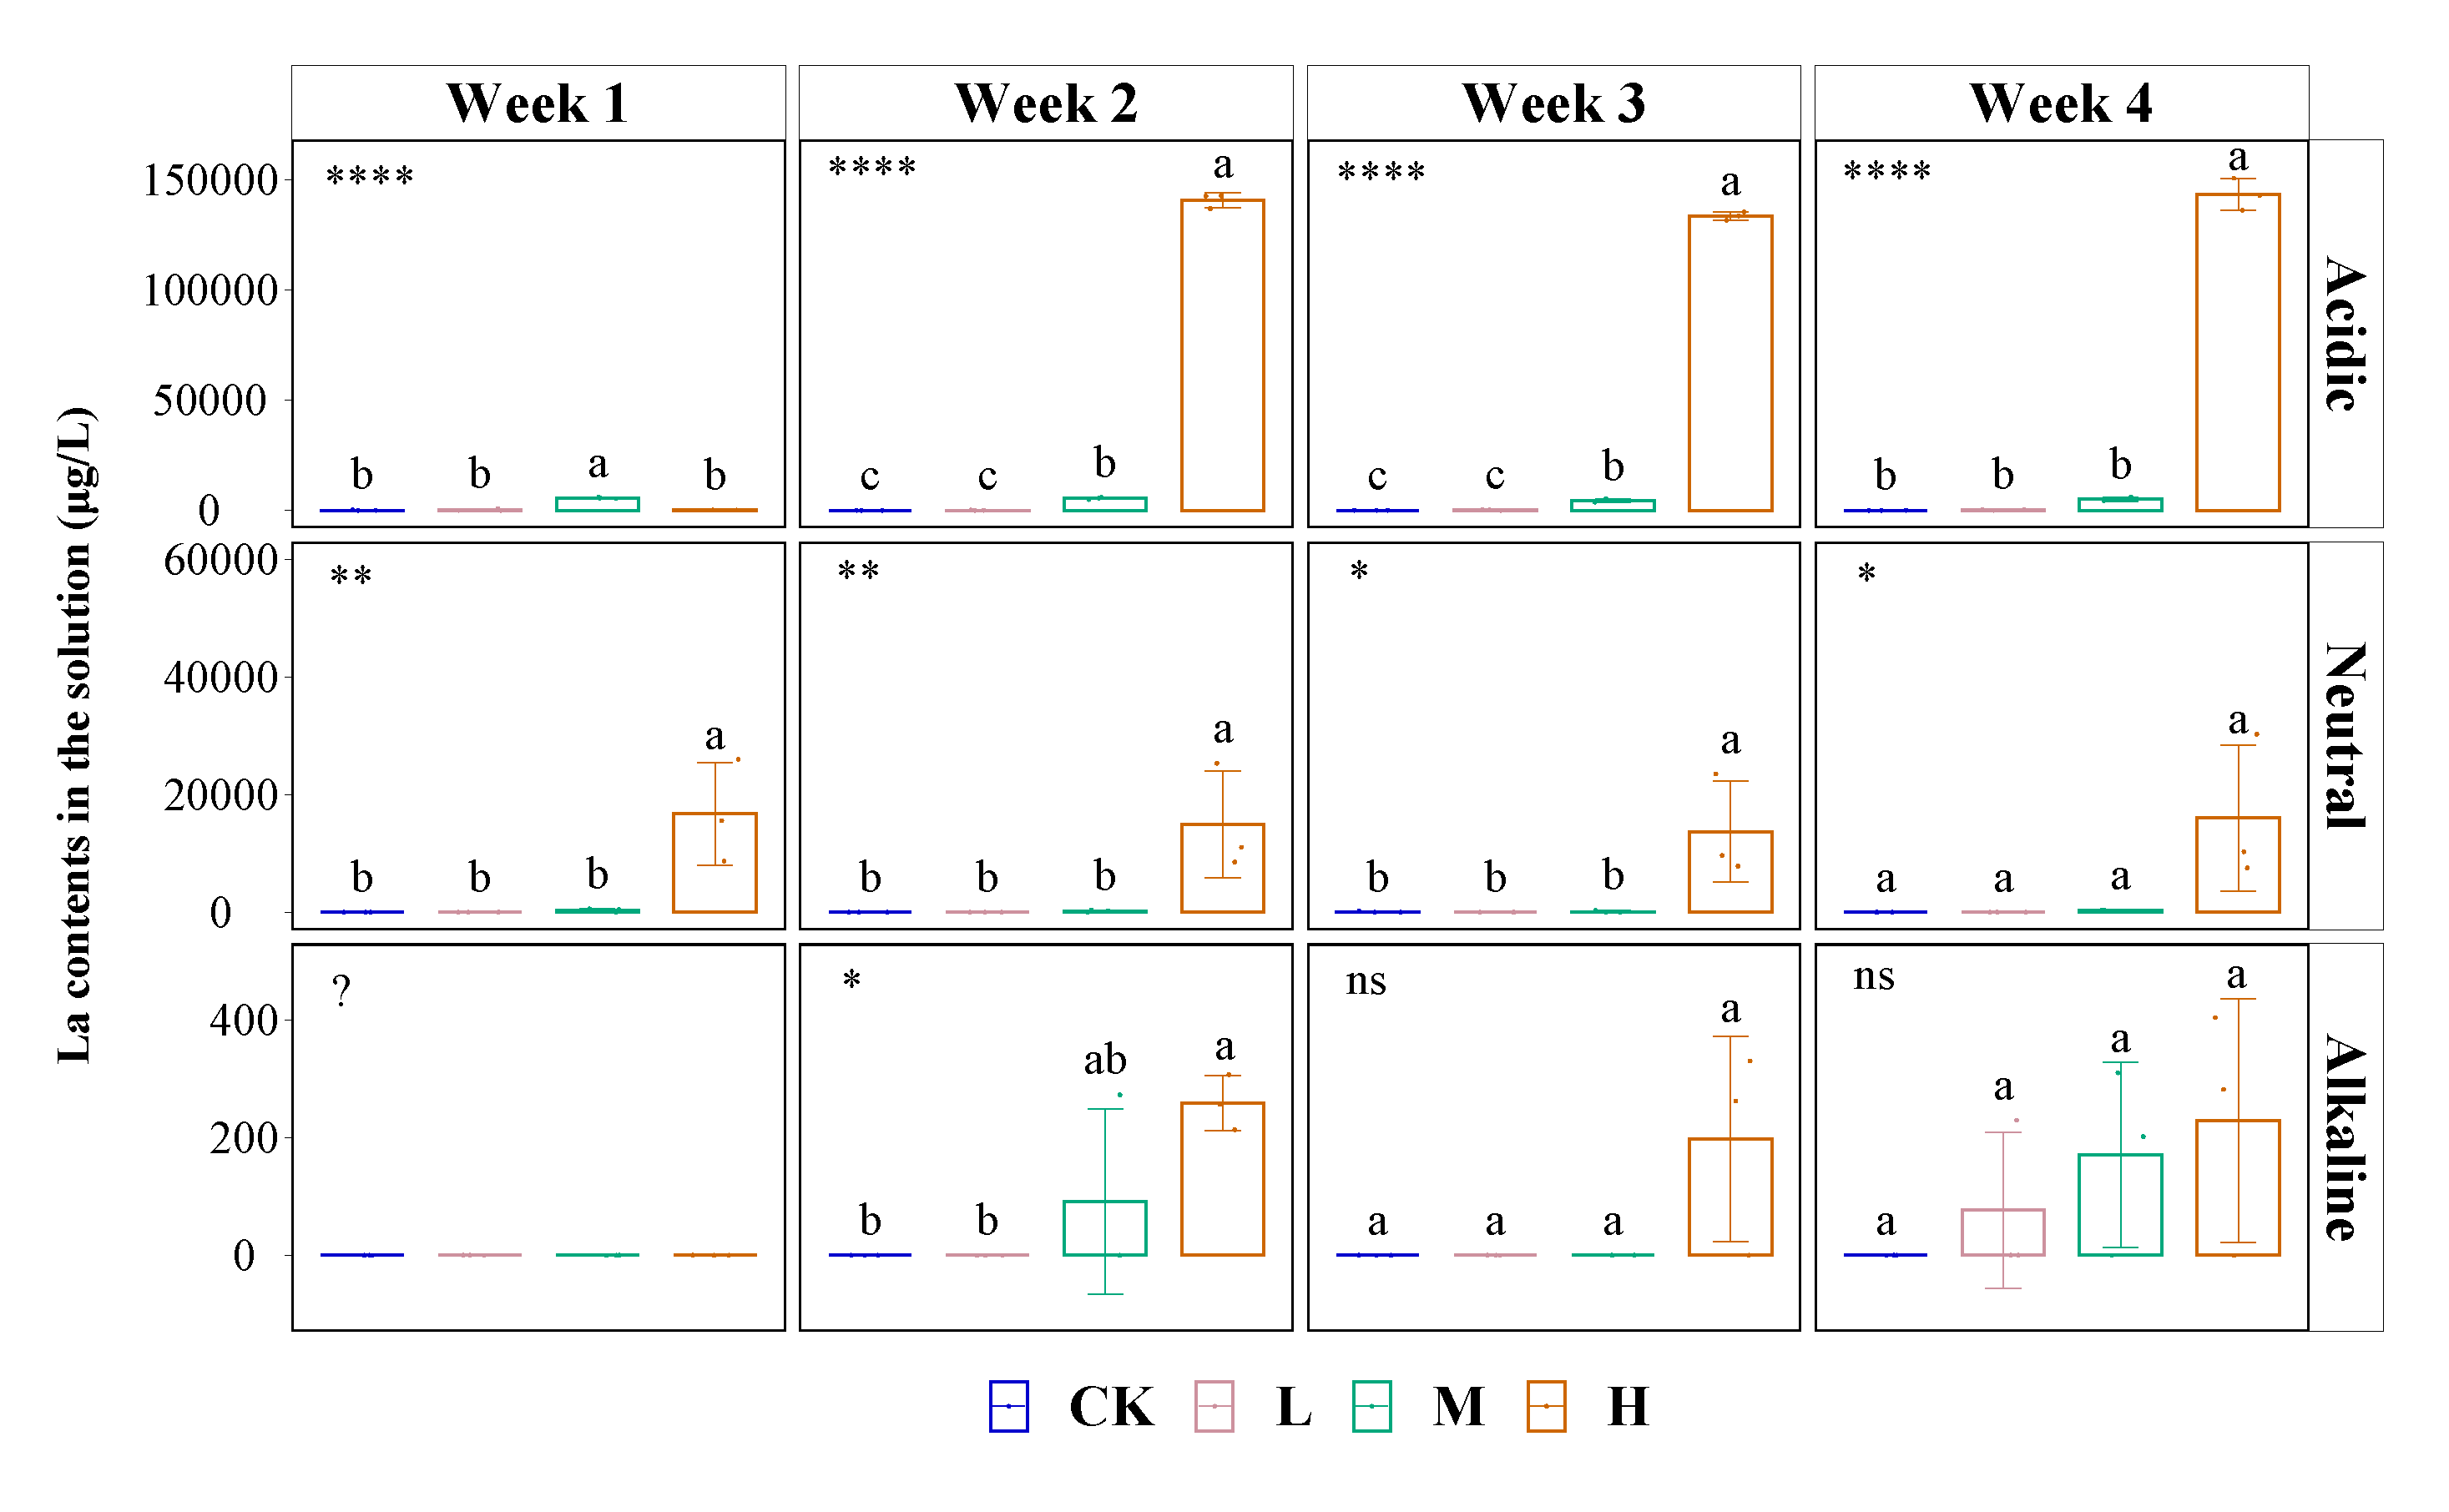 Week 1 Week 2 Week 3 Week 4
La contents in the solution (µg/L)
Acidic
150000
100000
50000
0
**** **** **** ****
b b a b
c c b a
c c b a
b b b a
Neutral
60000
40000
20000
0
** ** * *
b b b a
b b b a
b b b a
a a a a
Alkaline
400
200
0
? * ns ns
b b ab a
a a a a
a a a a
CK L M H